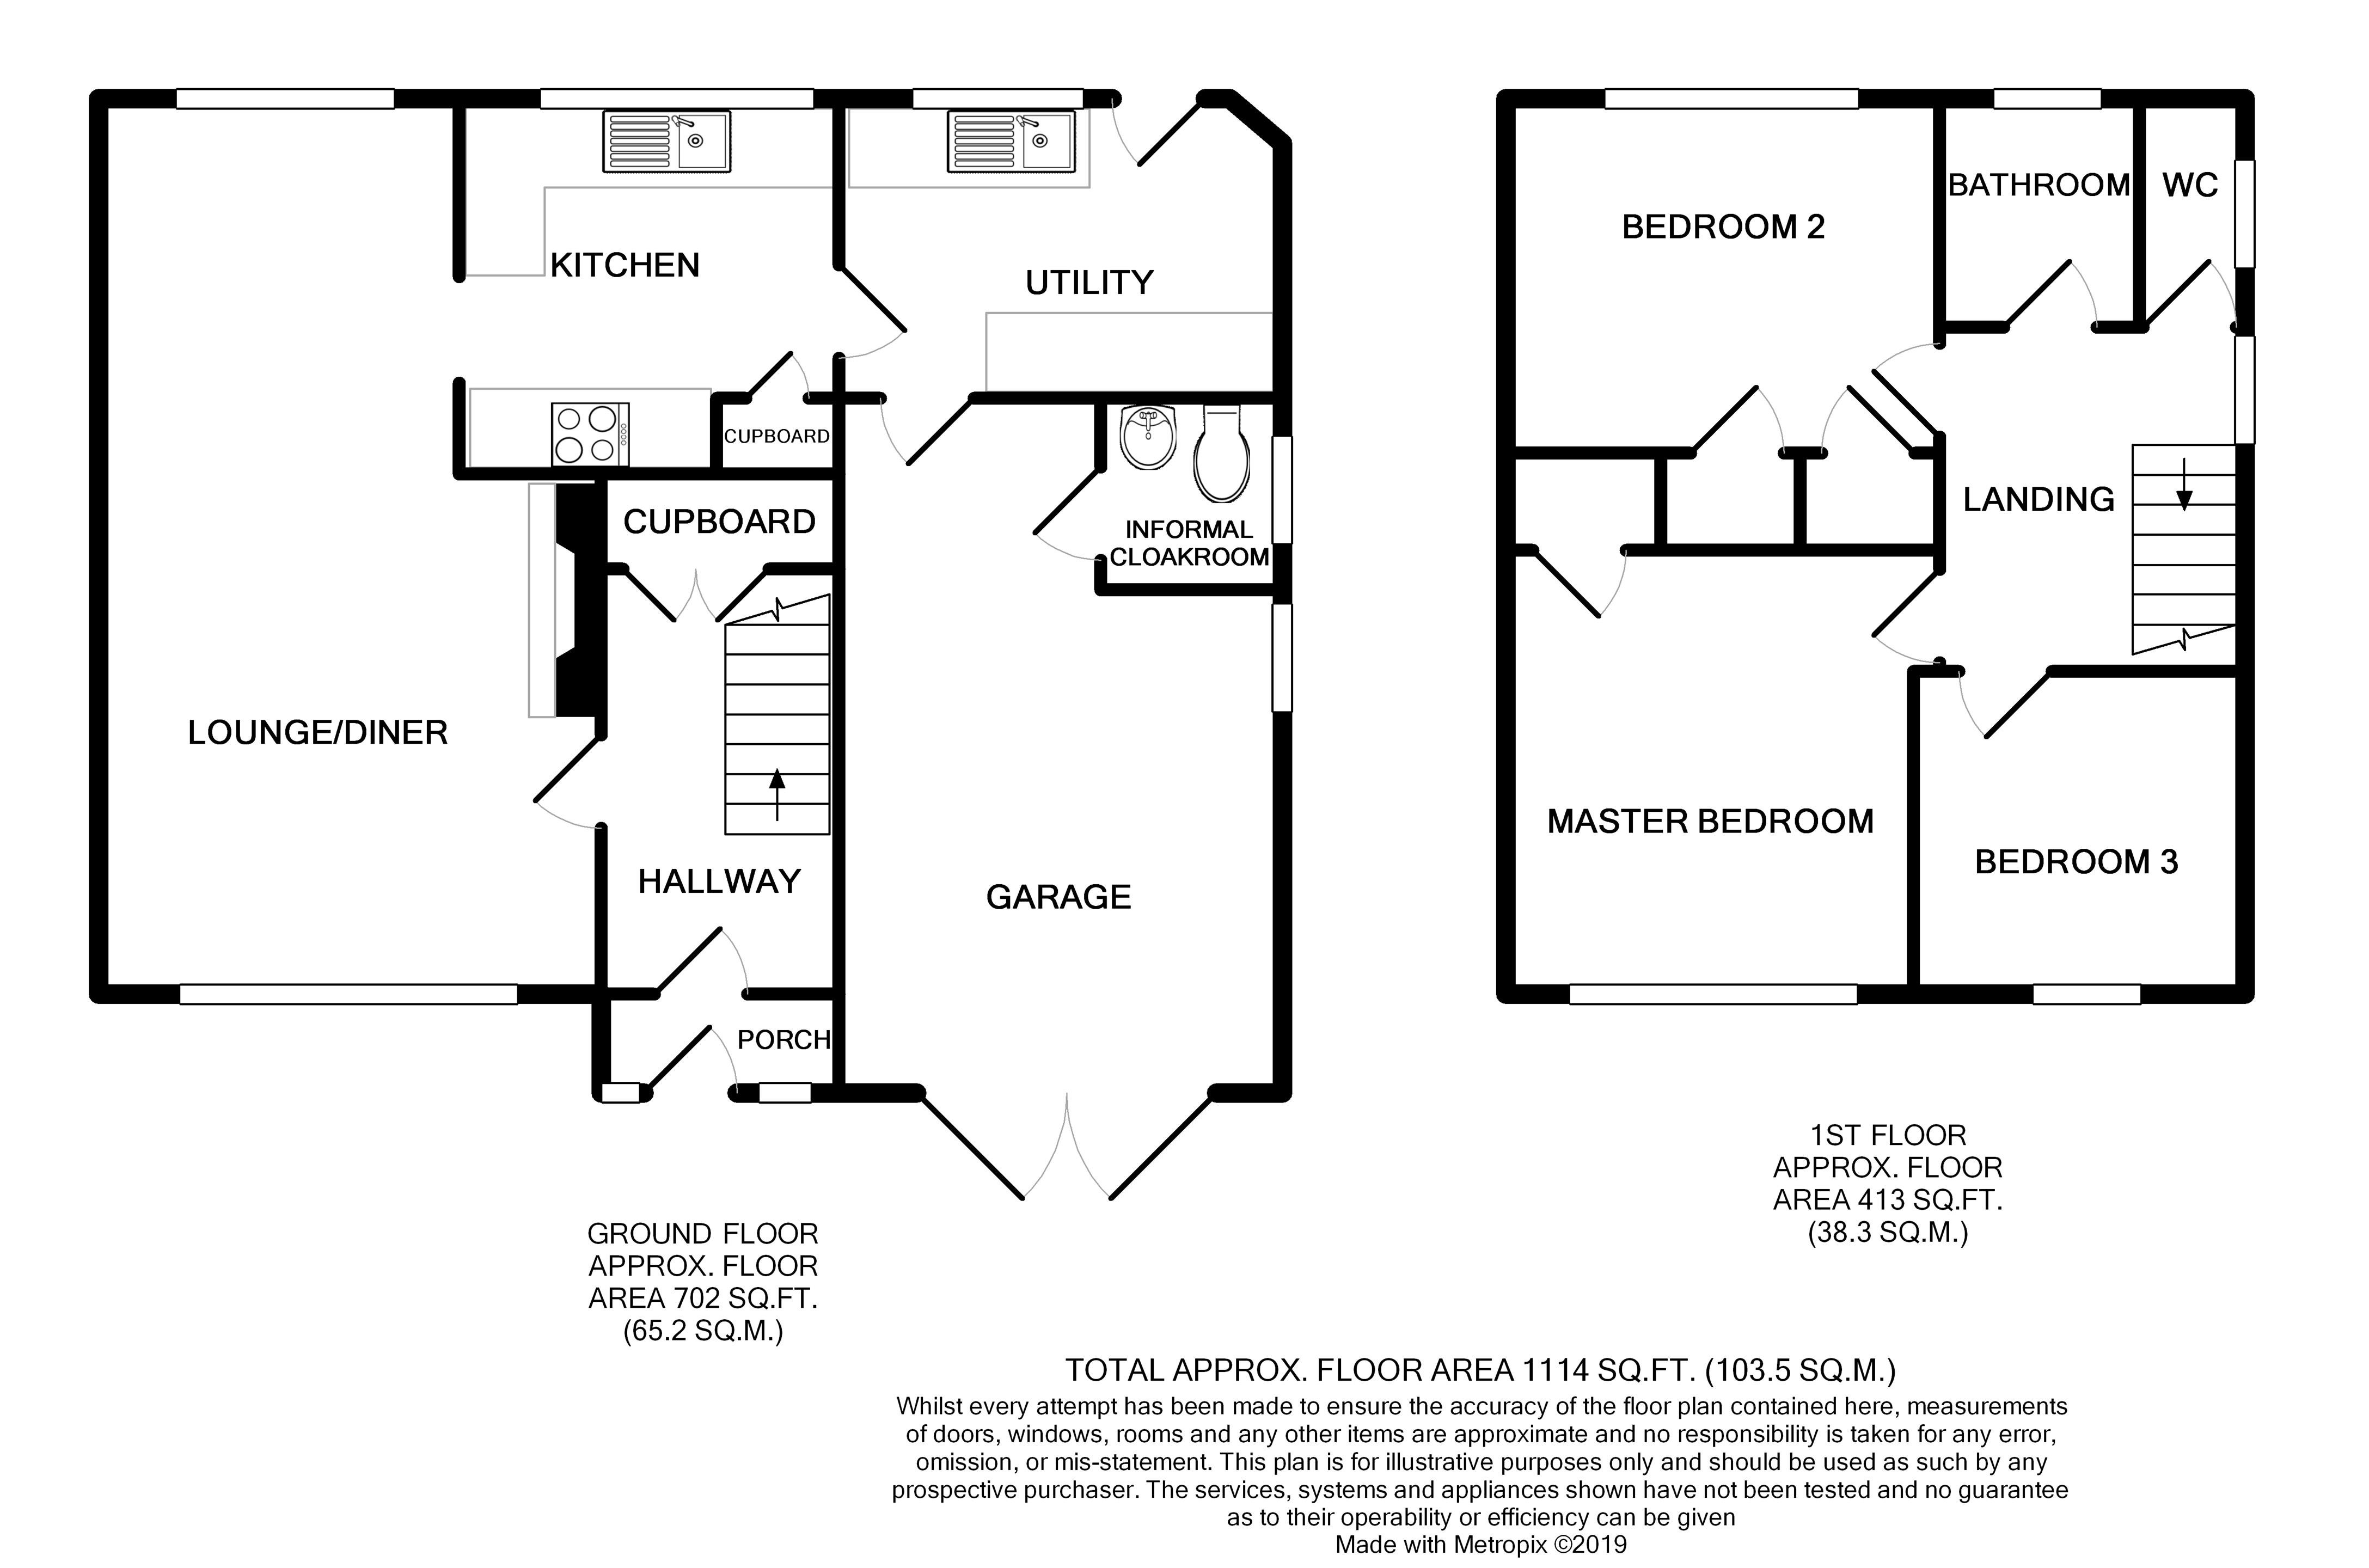 KITCHEN
UTILITY
CUPBOARD
CUPBOARD
INFORMAL
CLOAKROOM
LOUNGE/DINER
HALLWAY
GARAGE
PORCH
GROUND FLOOR
APPROX. FLOOR
AREA 702 SQ.FT.
(65.2 SQ.M.)
BEDROOM 2
BATHROOM
WC
LANDING
MASTER BEDROOM
BEDROOM 3
1ST FLOOR
APPROX. FLOOR
AREA 413 SQ.FT.
(38.3 SQ.M.)
TOTAL APPROX. FLOOR AREA 1114 SQ.FT. (103.5 SQ.M.)
Whilst every attempt has been made to ensure the accuracy of the floor plan contained here, measurements
of doors, windows, rooms and any other items are approximate and no responsibility is taken for any error,
omission, or mis-statement. This plan is for illustrative purposes only and should be used as such by any
prospective purchaser. The services, systems and appliances shown have not been tested and no guarantee
as to their operability or efficiency can be given
Made with Metropix ©2019